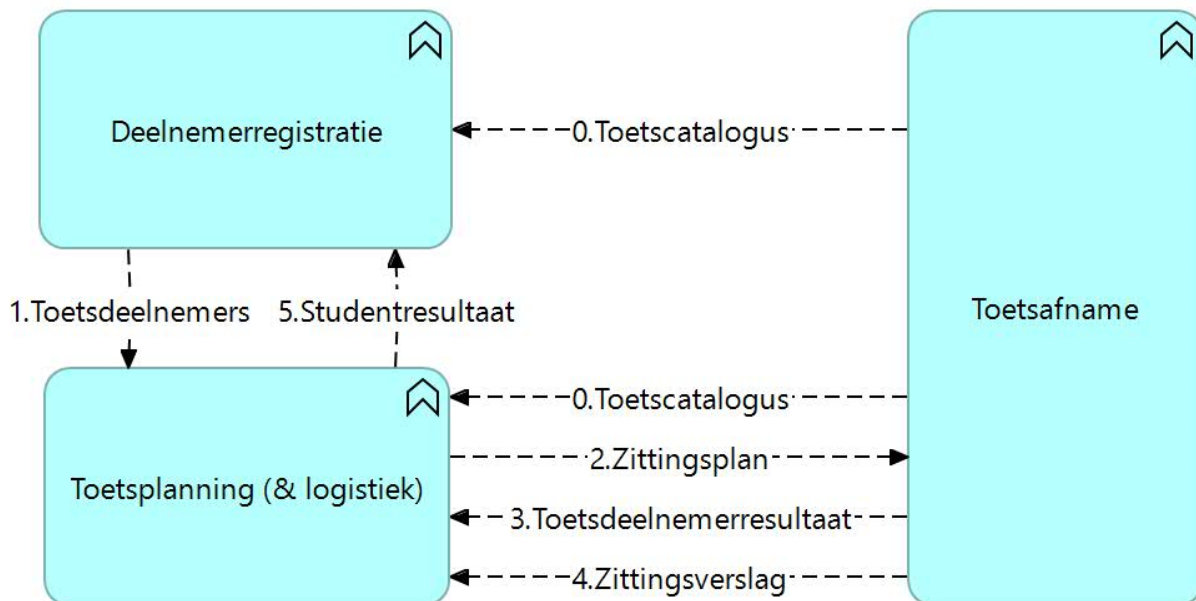 Deelnemerregistratie
0.Toetscatalogus
1.Toetsdeelnemers
5.Studentresultaat
Toetsafname
0.Toetscatalogus
2.Zittingsplan
Toetsplanning (& logistiek)
3.Toetsdeelnemerresultaat
4.Zittingsverslag